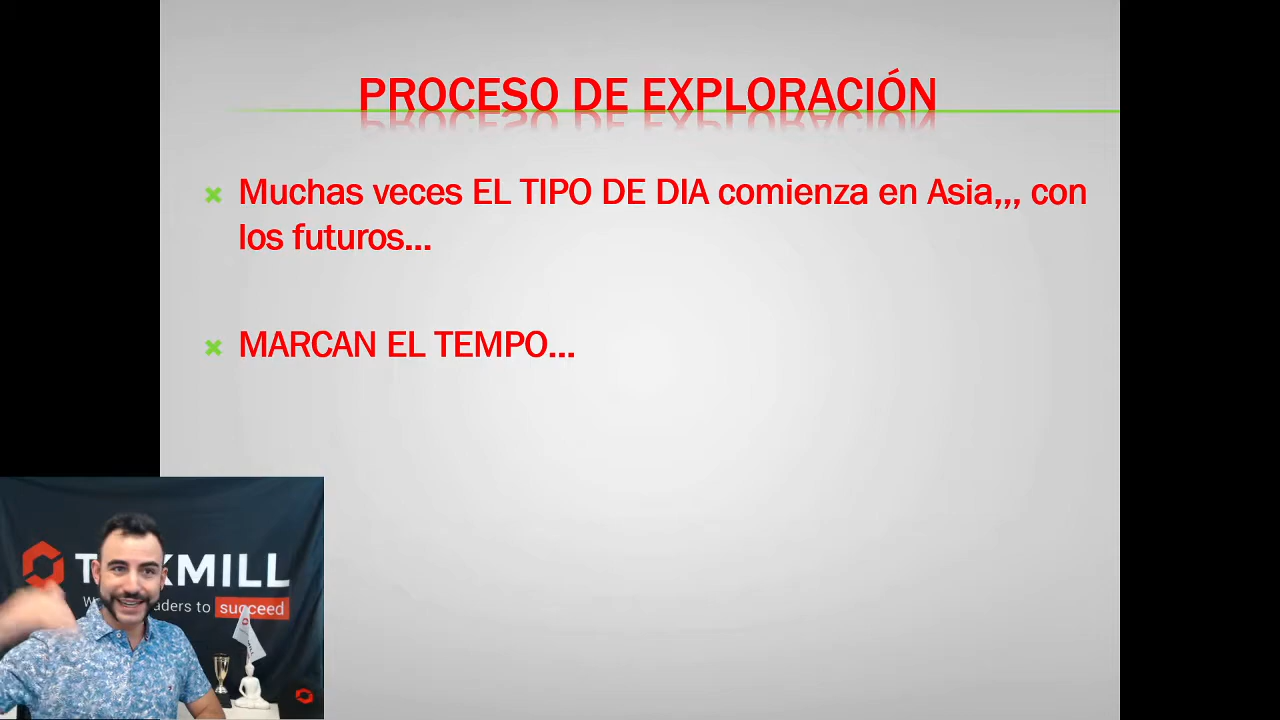 PROCESO DE EXPLORACIÓN
Muchas veces EL TIPO DE DIA comienza en Asia,,, con
los futuros...
MARCAN EL TEMPO...
MILL
to succeed